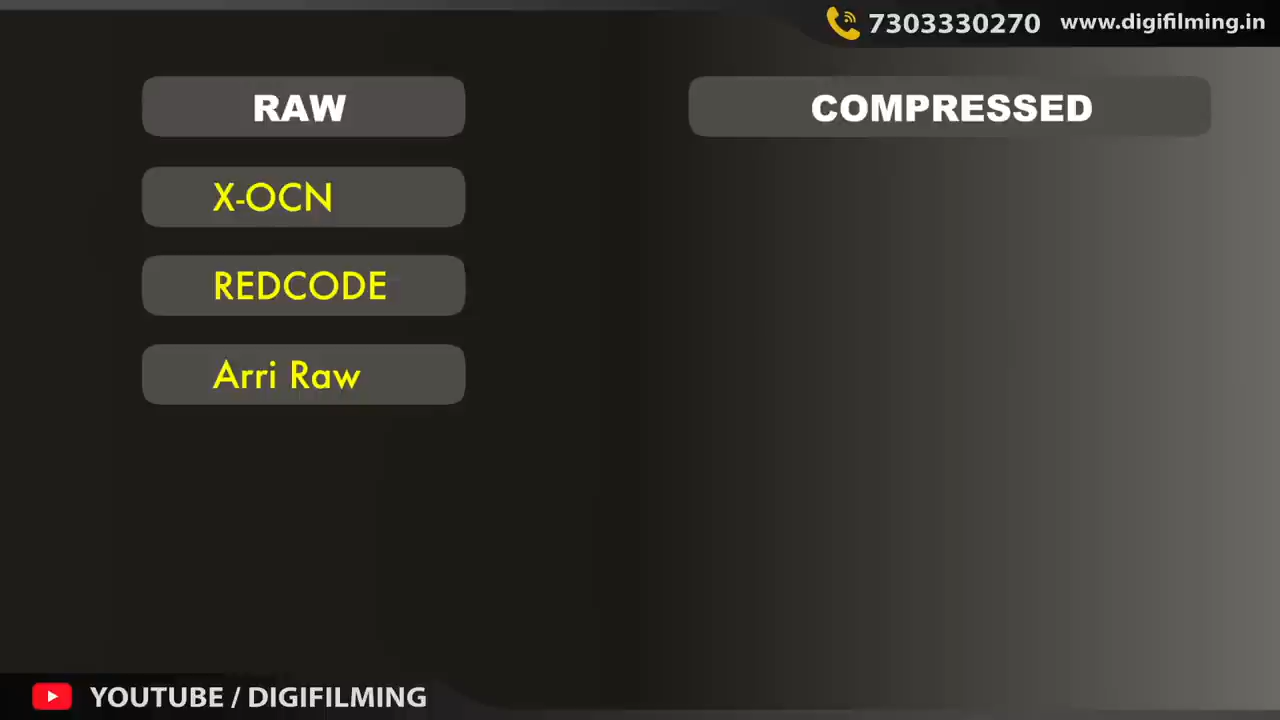 7303330270 www.digifilming.in
RAW
COMPRESSED
X-OCN
REDCODE
Arri Raw
YOUTUBE / DIGIFILMING